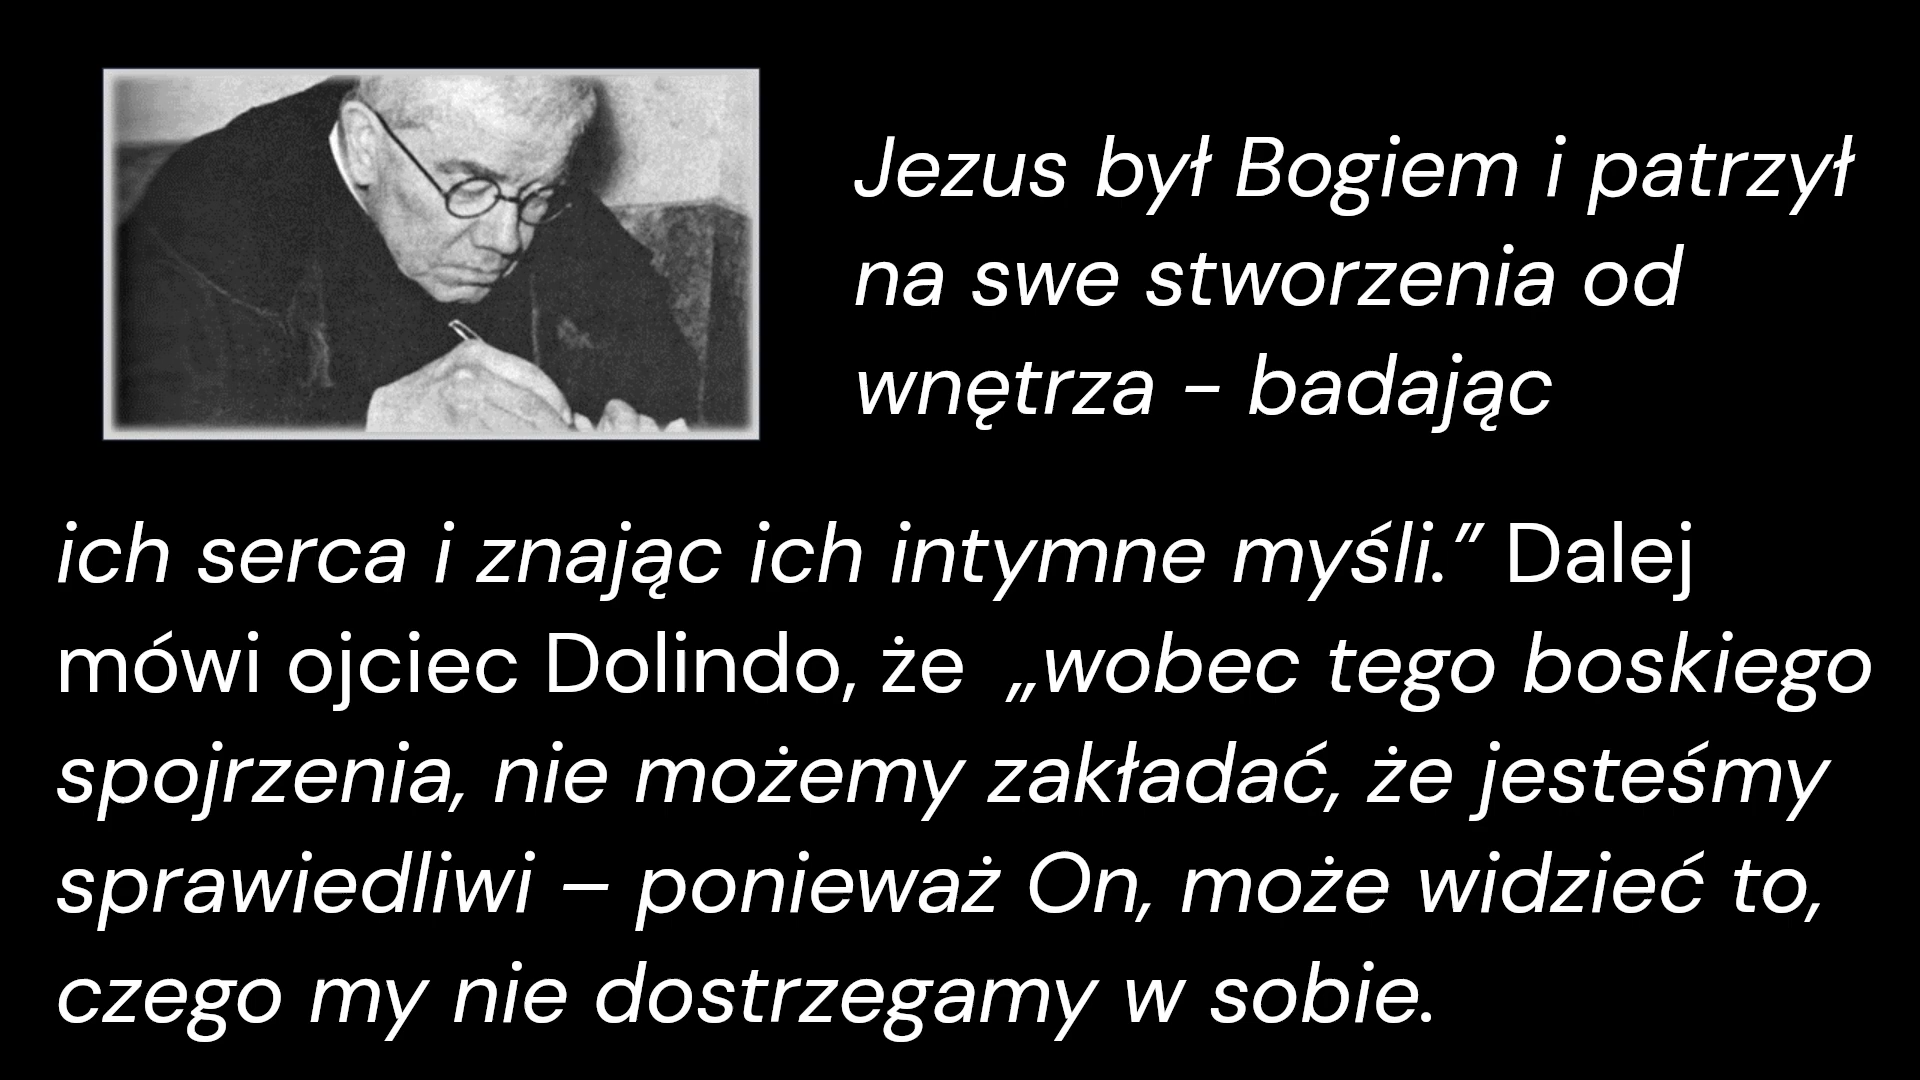 Jezus był Bogiem i patrzył
na swe stworzenia od
wnętrza - badając
ich serca i znając ich intymne myśli.” Dalej
mówi ojciec Dolindo, że „wobec tego boskiego
spojrzenia, nie możemy zakładać, że jesteśmy
sprawiedliwi – ponieważ On, może widzieć to,
czego my nie dostrzegamy w sobie.